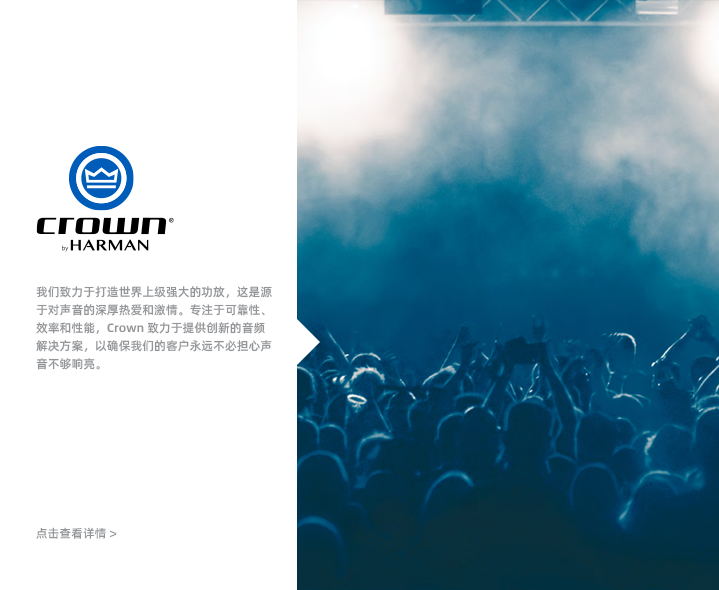 crown®
by HARMAN
我们致力于打造世界上级强大的功放，这是源
于对声音的深厚热爱和激情。专注于可靠性、
效率和性能，Crown 致力于提供创新的音频
解决方案，以确保我们的客户永远不必担心声
音不够响亮。
点击查看详情 >